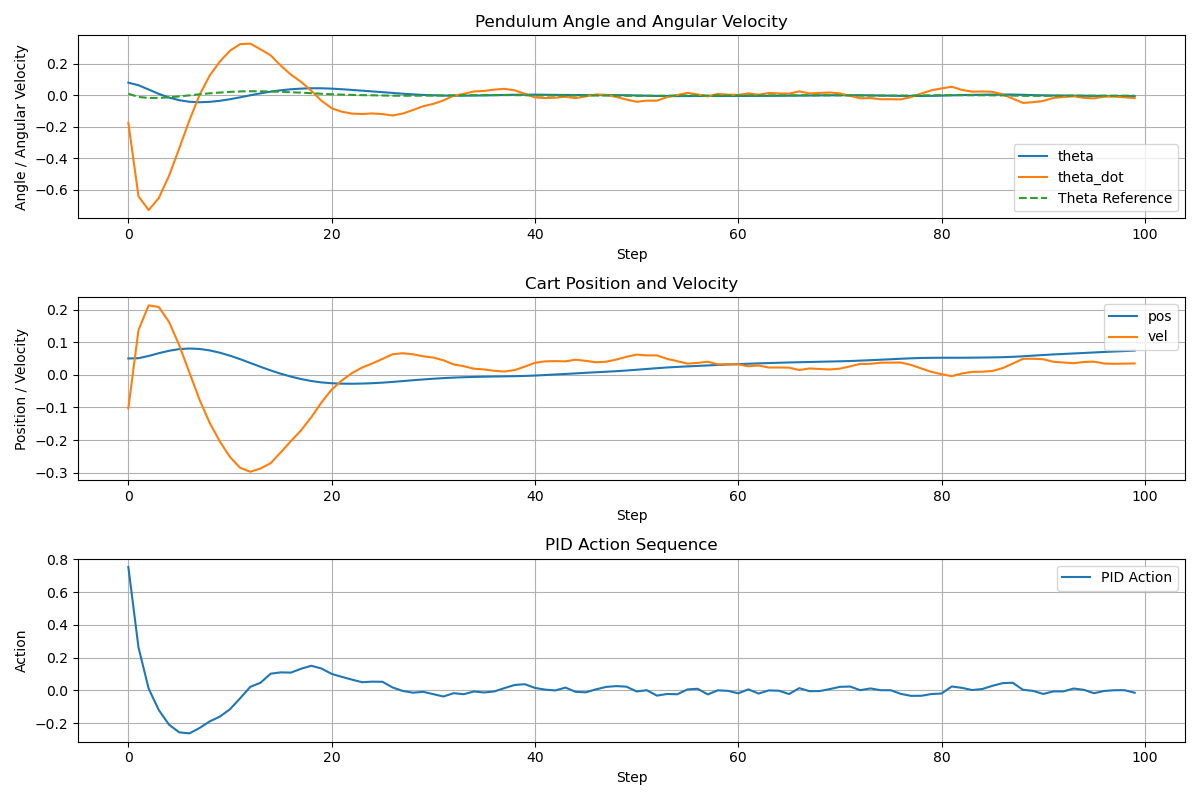 Pendulum Angle and Angular Velocity
Angle / Angular Velocity
0.2
0.0
−0.2
−0.4
−0.6
theta
theta_dot
Theta Reference
0 20 40 60 80 100
Step
Cart Position and Velocity
Position / Velocity
0.2
0.1
0.0
−0.1
−0.2
−0.3
pos
vel
0 20 40 60 80 100
Step
PID Action Sequence
Action
0.8
0.6
0.4
0.2
0.0
−0.2
PID Action
0 20 40 60 80 100
Step